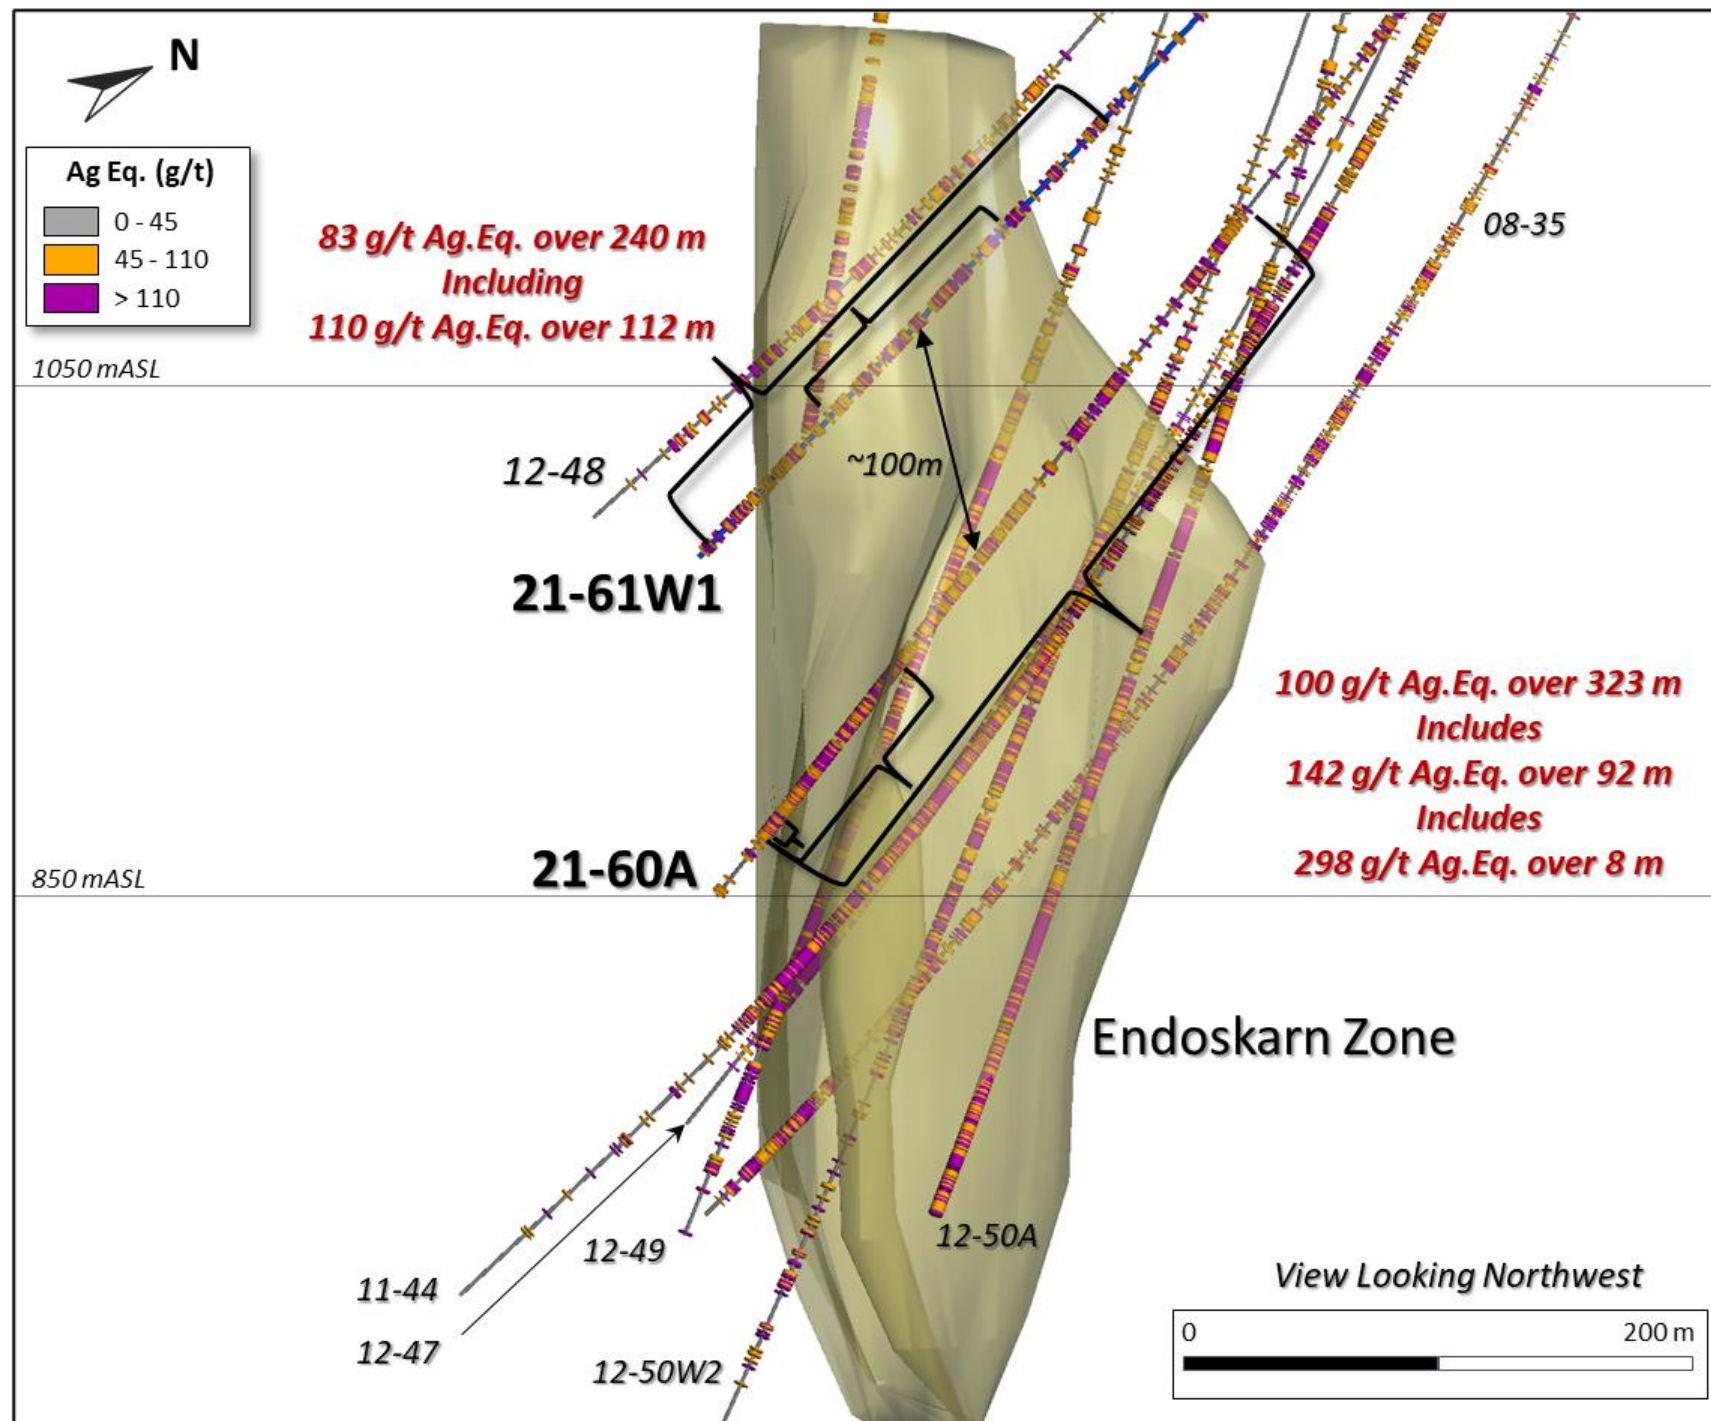 N
Ag Eq. (g/t)
0 - 45
45 - 110
> 110
83 g/t Ag.Eq. over 240 m
Including
110 g/t Ag.Eq. over 112 m
08-35
1050 mASL
12-48
~100m
21-61W1
100 g/t Ag.Eq. over 323 m
Includes
142 g/t Ag.Eq. over 92 m
Includes
298 g/t Ag.Eq. over 8 m
21-60A
850 mASL
Endoskarn Zone
12-49
12-50A
11-44
12-47
12-50W2
View Looking Northwest
0 200 m